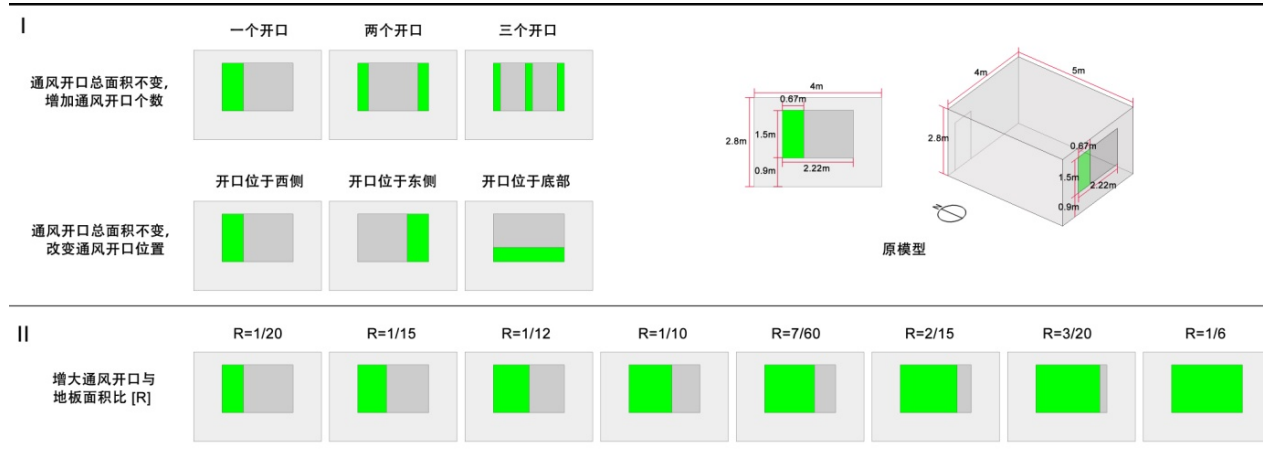 I
一个开口
两个开口
三个开口
通风开口总面积不变，
增加通风开口个数
开口位于西侧
开口位于东侧
开口位于底部
通风开口总面积不变，
改变通风开口位置
4m
0.67m
2.8m
1.5m
0.9m
2.22m
4m
5m
2.8m
0.67m
1.5m
2.22m
0.9m
原模型
II
R=1/20
R=1/15
R=1/12
R=1/10
R=7/60
R=2/15
R=3/20
R=1/6
增大通风开口与
地板面积比 [R]